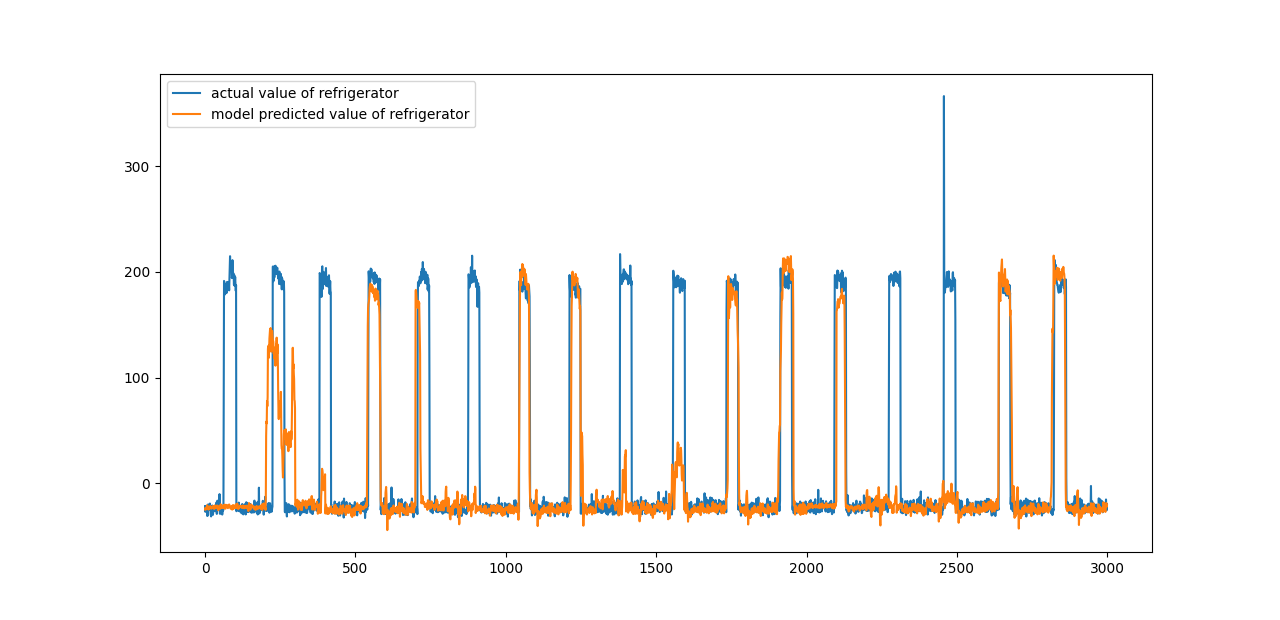 actual value of refrigerator
model predicted value of refrigerator
300
200
100
0
0 500 1000 1500 2000 2500 3000